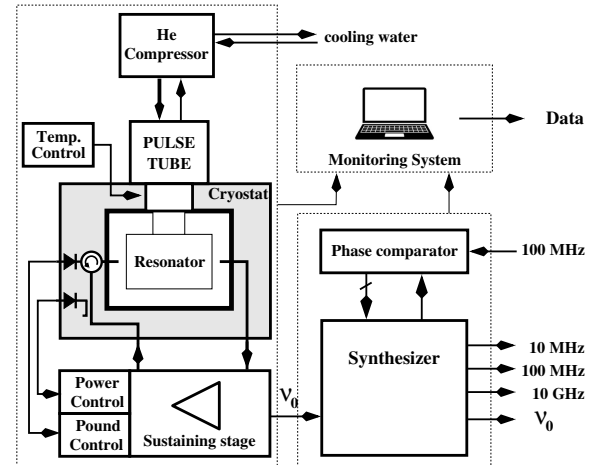 He
Compressor
cooling water
Temp.
Control
PULSE
TUBE
Monitoring System
Data
Cryostat
Resonator
Phase comparator
100 MHz
Synthesizer
10 MHz
100 MHz
10 GHz
ν0
Power
Control
Pound
Control
Sustaining stage
ν0